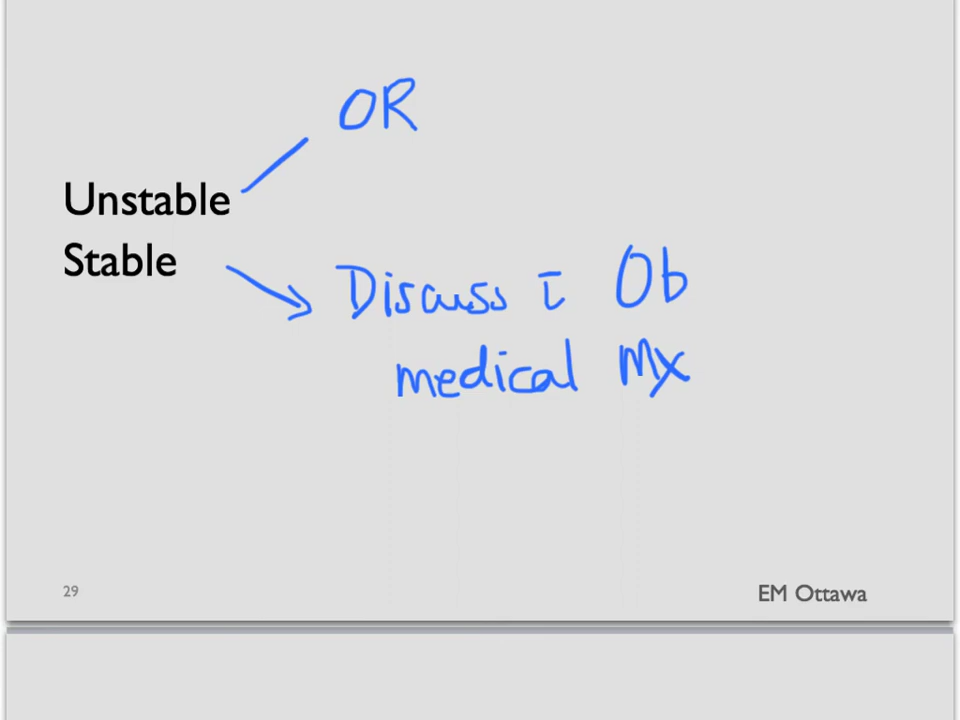 OR
Unstable
Stable
Discuss c̄ Ob
medical Mx
29
EM Ottawa